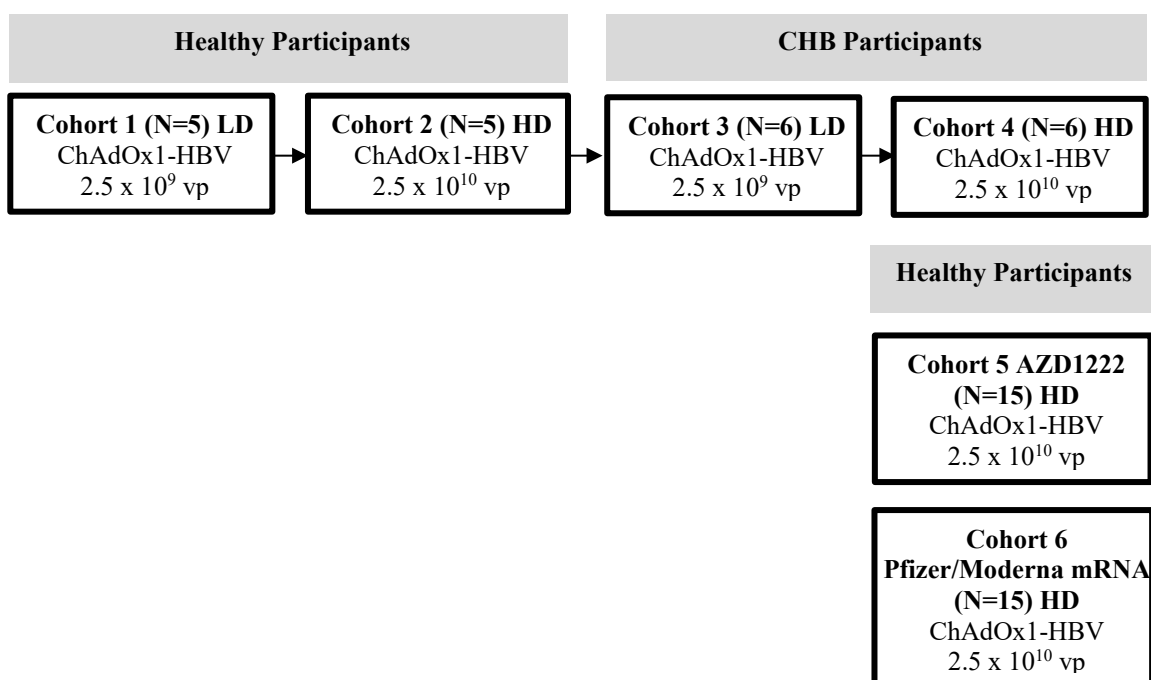 Healthy Participants
CHB Participants
Cohort 1 (N=5) LD
ChAdOx1-HBV
2.5 x 10⁹ vp
Cohort 2 (N=5) HD
ChAdOx1-HBV
2.5 x 10¹⁰ vp
Cohort 3 (N=6) LD
ChAdOx1-HBV
2.5 x 10⁹ vp
Cohort 4 (N=6) HD
ChAdOx1-HBV
2.5 x 10¹⁰ vp
Healthy Participants
Cohort 5 AZD1222
(N=15) HD
ChAdOx1-HBV
2.5 x 10¹⁰ vp
Cohort 6
Pfizer/Moderna mRNA
(N=15) HD
ChAdOx1-HBV
2.5 x 10¹⁰ vp